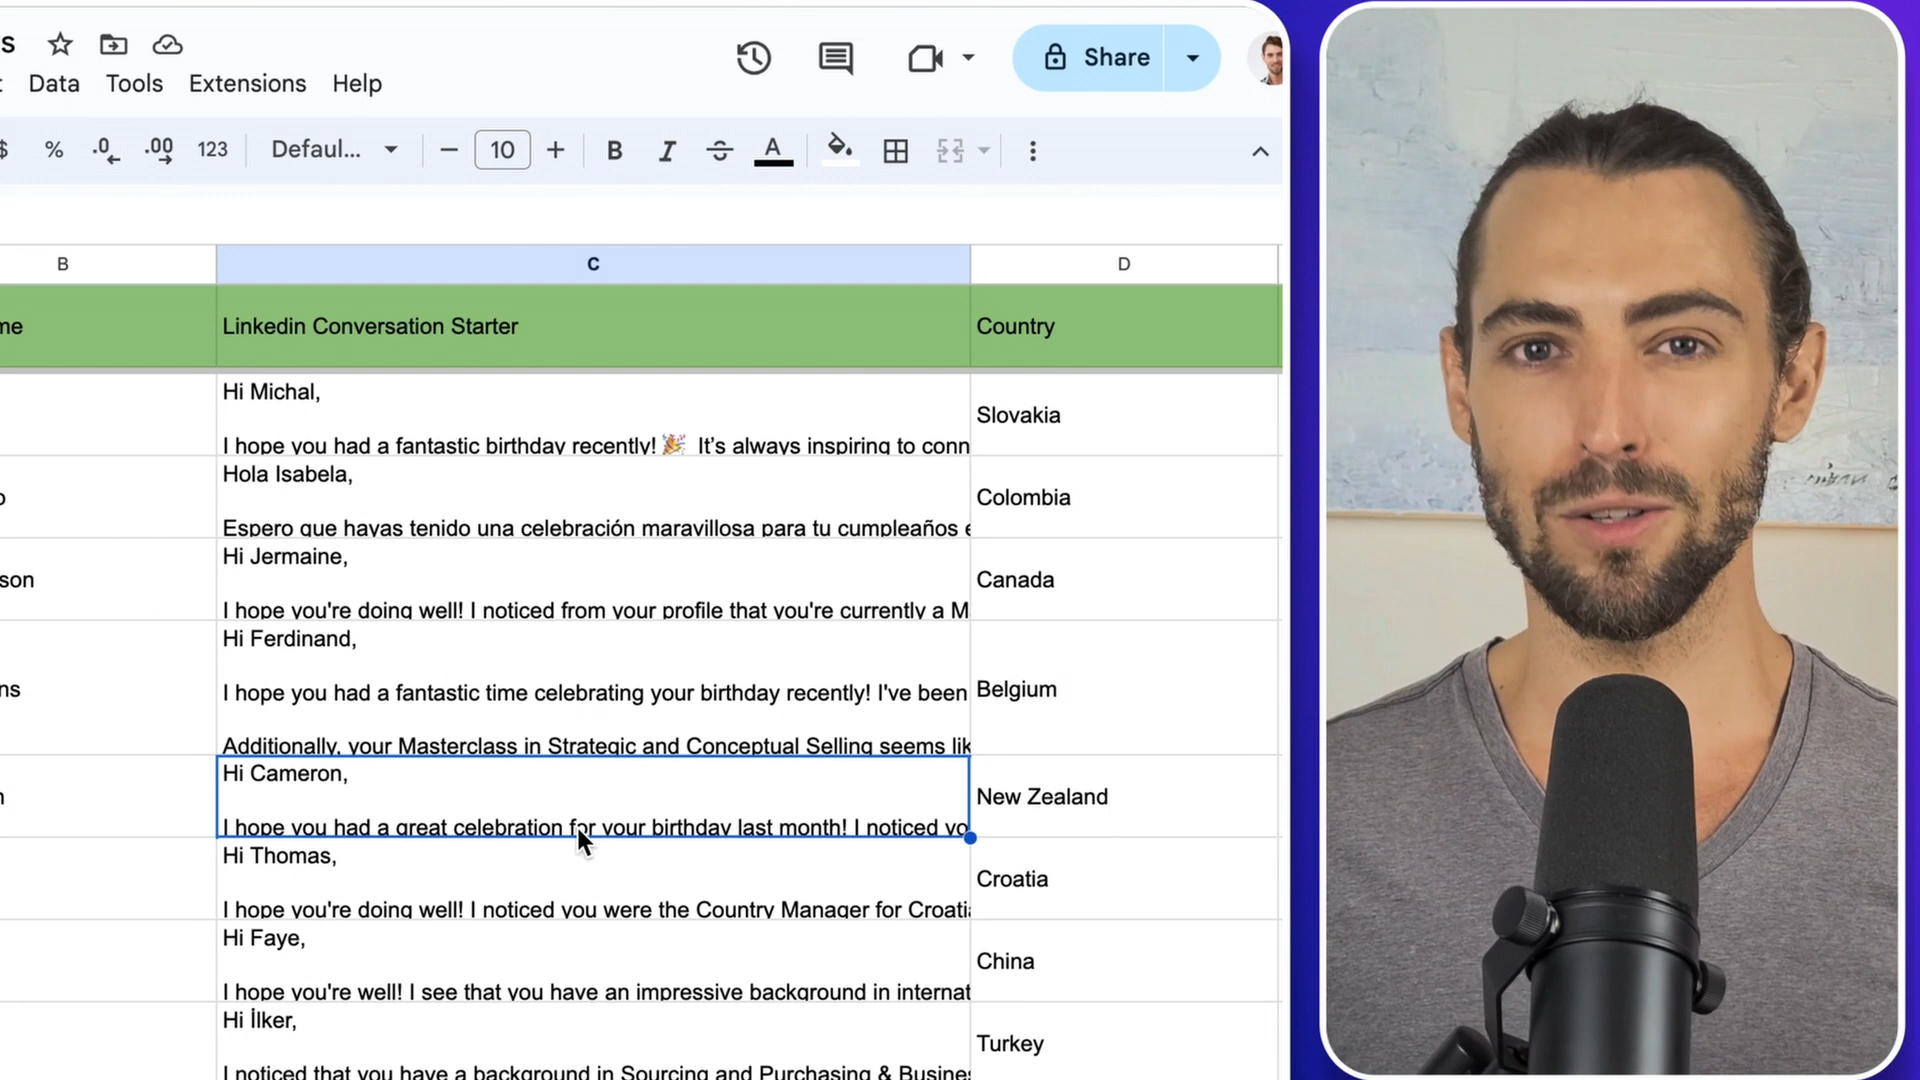 Share
Data Tools Extensions Help
$ % .0 .00 123 Defaul... 10 B I S A
B C D
me Linkedin Conversation Starter Country
Hi Michal,
I hope you had a fantastic birthday recently! 🎉 It's always inspiring to conn
Slovakia
Hola Isabela,
Espero que hayas tenido una celebración maravillosa para tu cumpleaños e
Colombia
Hi Jermaine,
I hope you're doing well! I noticed from your profile that you're currently a M
son
Canada
Hi Ferdinand,
I hope you had a fantastic time celebrating your birthday recently! I've been
Additionally, your Masterclass in Strategic and Conceptual Selling seems lik
ns
Belgium
Hi Cameron,
I hope you had a great celebration for your birthday last month! I noticed yo
New Zealand
Hi Thomas,
I hope you're doing well! I noticed you were the Country Manager for Croatia
Croatia
Hi Faye,
I hope you're well! I see that you have an impressive background in internat
China
Hi İlker,
I noticed that you have a background in Sourcing and Purchasing & Busines
Turkey